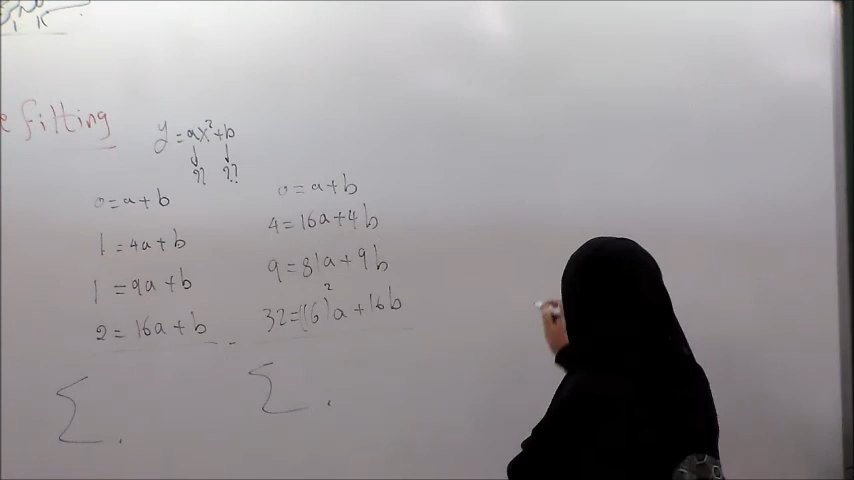 e fitting
y = ax²+b
?? ??
0 = a + b
1 = 4a + b
1 = 9a + b
2 = 16a + b
Σ .
0 = a + b
4 = 16a + 4b
9 = 81a + 9b
32 = (16)²a + 16b
Σ .